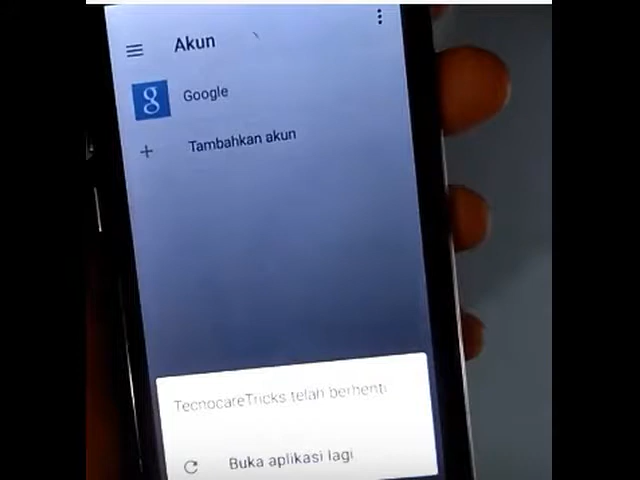 Akun
Google
Tambahkan akun
TecnocareTricks telah berhenti
Buka aplikasi lagi